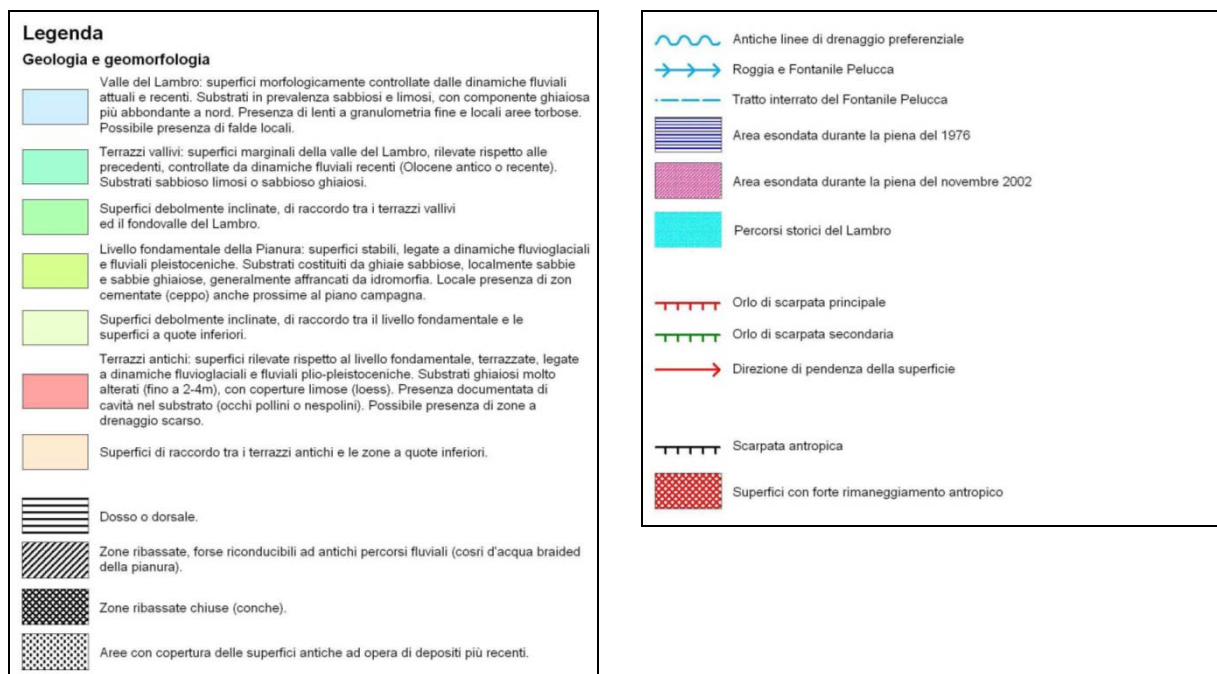 Legenda
Geologia e geomorfologia
Valle del Lambro: superfici morfologicamente controllate dalle dinamiche fluviali
attuali e recenti. Substrati in prevalenza sabbiosi e limosi, con componente ghiaiosa
più abbondante a nord. Presenza di lenti a granulometria fine e locali aree torbose.
Possibile presenza di falde locali.
Terrazzi vallivi: superfici marginali della valle del Lambro, rilevate rispetto alle
precedenti, controllate da dinamiche fluviali recenti (Olocene antico o recente).
Substrati sabbioso limosi o sabbioso ghiaiosi.
Superfici debolmente inclinate, di raccordo tra i terrazzi vallivi
ed il fondovalle del Lambro.
Livello fondamentale della Pianura: superfici stabili, legate a dinamiche fluvioglaciali
e fluviali pleistoceniche. Substrati costituiti da ghiaie sabbiose, localmente sabbie
e sabbie ghiaiose, generalmente affrancati da idromorfia. Locale presenza di zon
cementate (ceppo) anche prossime al piano campagna.
Superfici debolmente inclinate, di raccordo tra il livello fondamentale e le
superfici a quote inferiori.
Terrazzi antichi: superfici rilevate rispetto al livello fondamentale, terrazzate, legate
a dinamiche fluvioglaciali e fluviali plio-pleistoceniche. Substrati ghiaiosi molto
alterati (fino a 2-4m), con coperture limose (loess). Presenza documentata di
cavità nel substrato (occhi pollini o nespolini). Possibile presenza di zone a
drenaggio scarso.
Superfici di raccordo tra i terrazzi antichi e le zone a quote inferiori.
Dosso o dorsale.
Zone ribassate, forse riconducibili ad antichi percorsi fluviali (cosri d'acqua braided
della pianura).
Zone ribassate chiuse (conche).
Aree con copertura delle superfici antiche ad opera di depositi più recenti.
Antiche linee di drenaggio preferenziale
Roggia e Fontanile Pelucca
Tratto interrato del Fontanile Pelucca
Area esondata durante la piena del 1976
Area esondata durante la piena del novembre 2002
Percorsi storici del Lambro
Orlo di scarpata principale
Orlo di scarpata secondaria
Direzione di pendenza della superficie
Scarpata antropica
Superfici con forte rimaneggiamento antropico